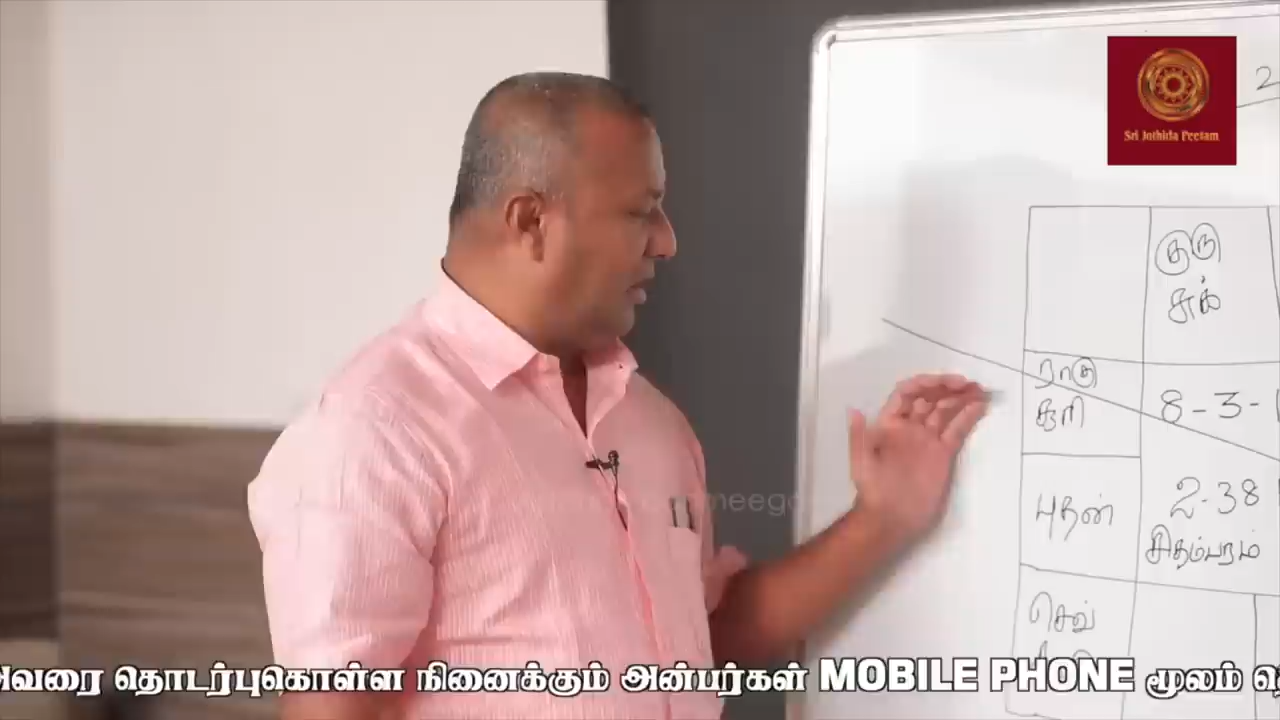 2
Sri Jothida Peetam
குரு
சுக்
ராகு
சூரி
8-3-
புதன்
2-38
சிதம்பரம்
செவ்
அவரை தொடர்புகொள்ள நினைக்கும் அன்பர்கள் MOBILE PHONE மூலம்